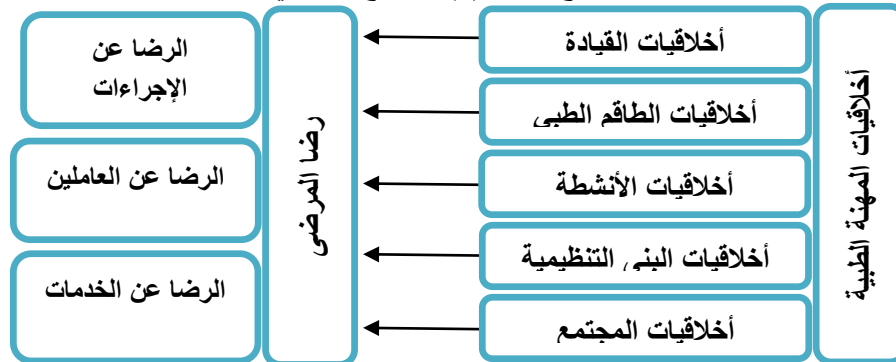 أخلاقيات المهنة الطبية
أخلاقيات القيادة
أخلاقيات الطاقم الطبي
أخلاقيات الأنشطة
أخلاقيات البنى التنظيمية
أخلاقيات المجتمع
رضا المرضى
الرضا عن
الإجراءات
الرضا عن العاملين
الرضا عن الخدمات